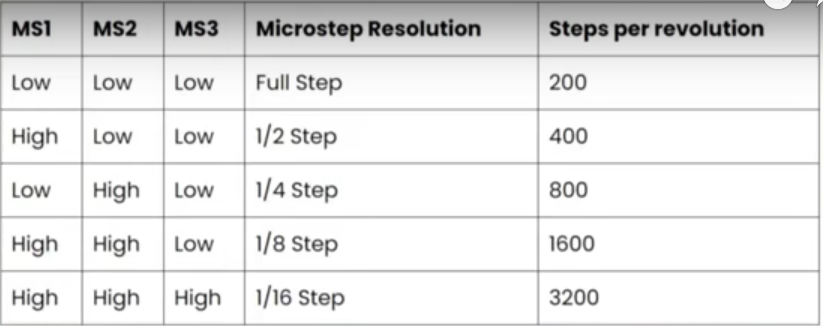 MS1 MS2 MS3 Microstep Resolution Steps per revolution
Low Low Low Full Step 200
High Low Low 1/2 Step 400
Low High Low 1/4 Step 800
High High Low 1/8 Step 1600
High High High 1/16 Step 3200